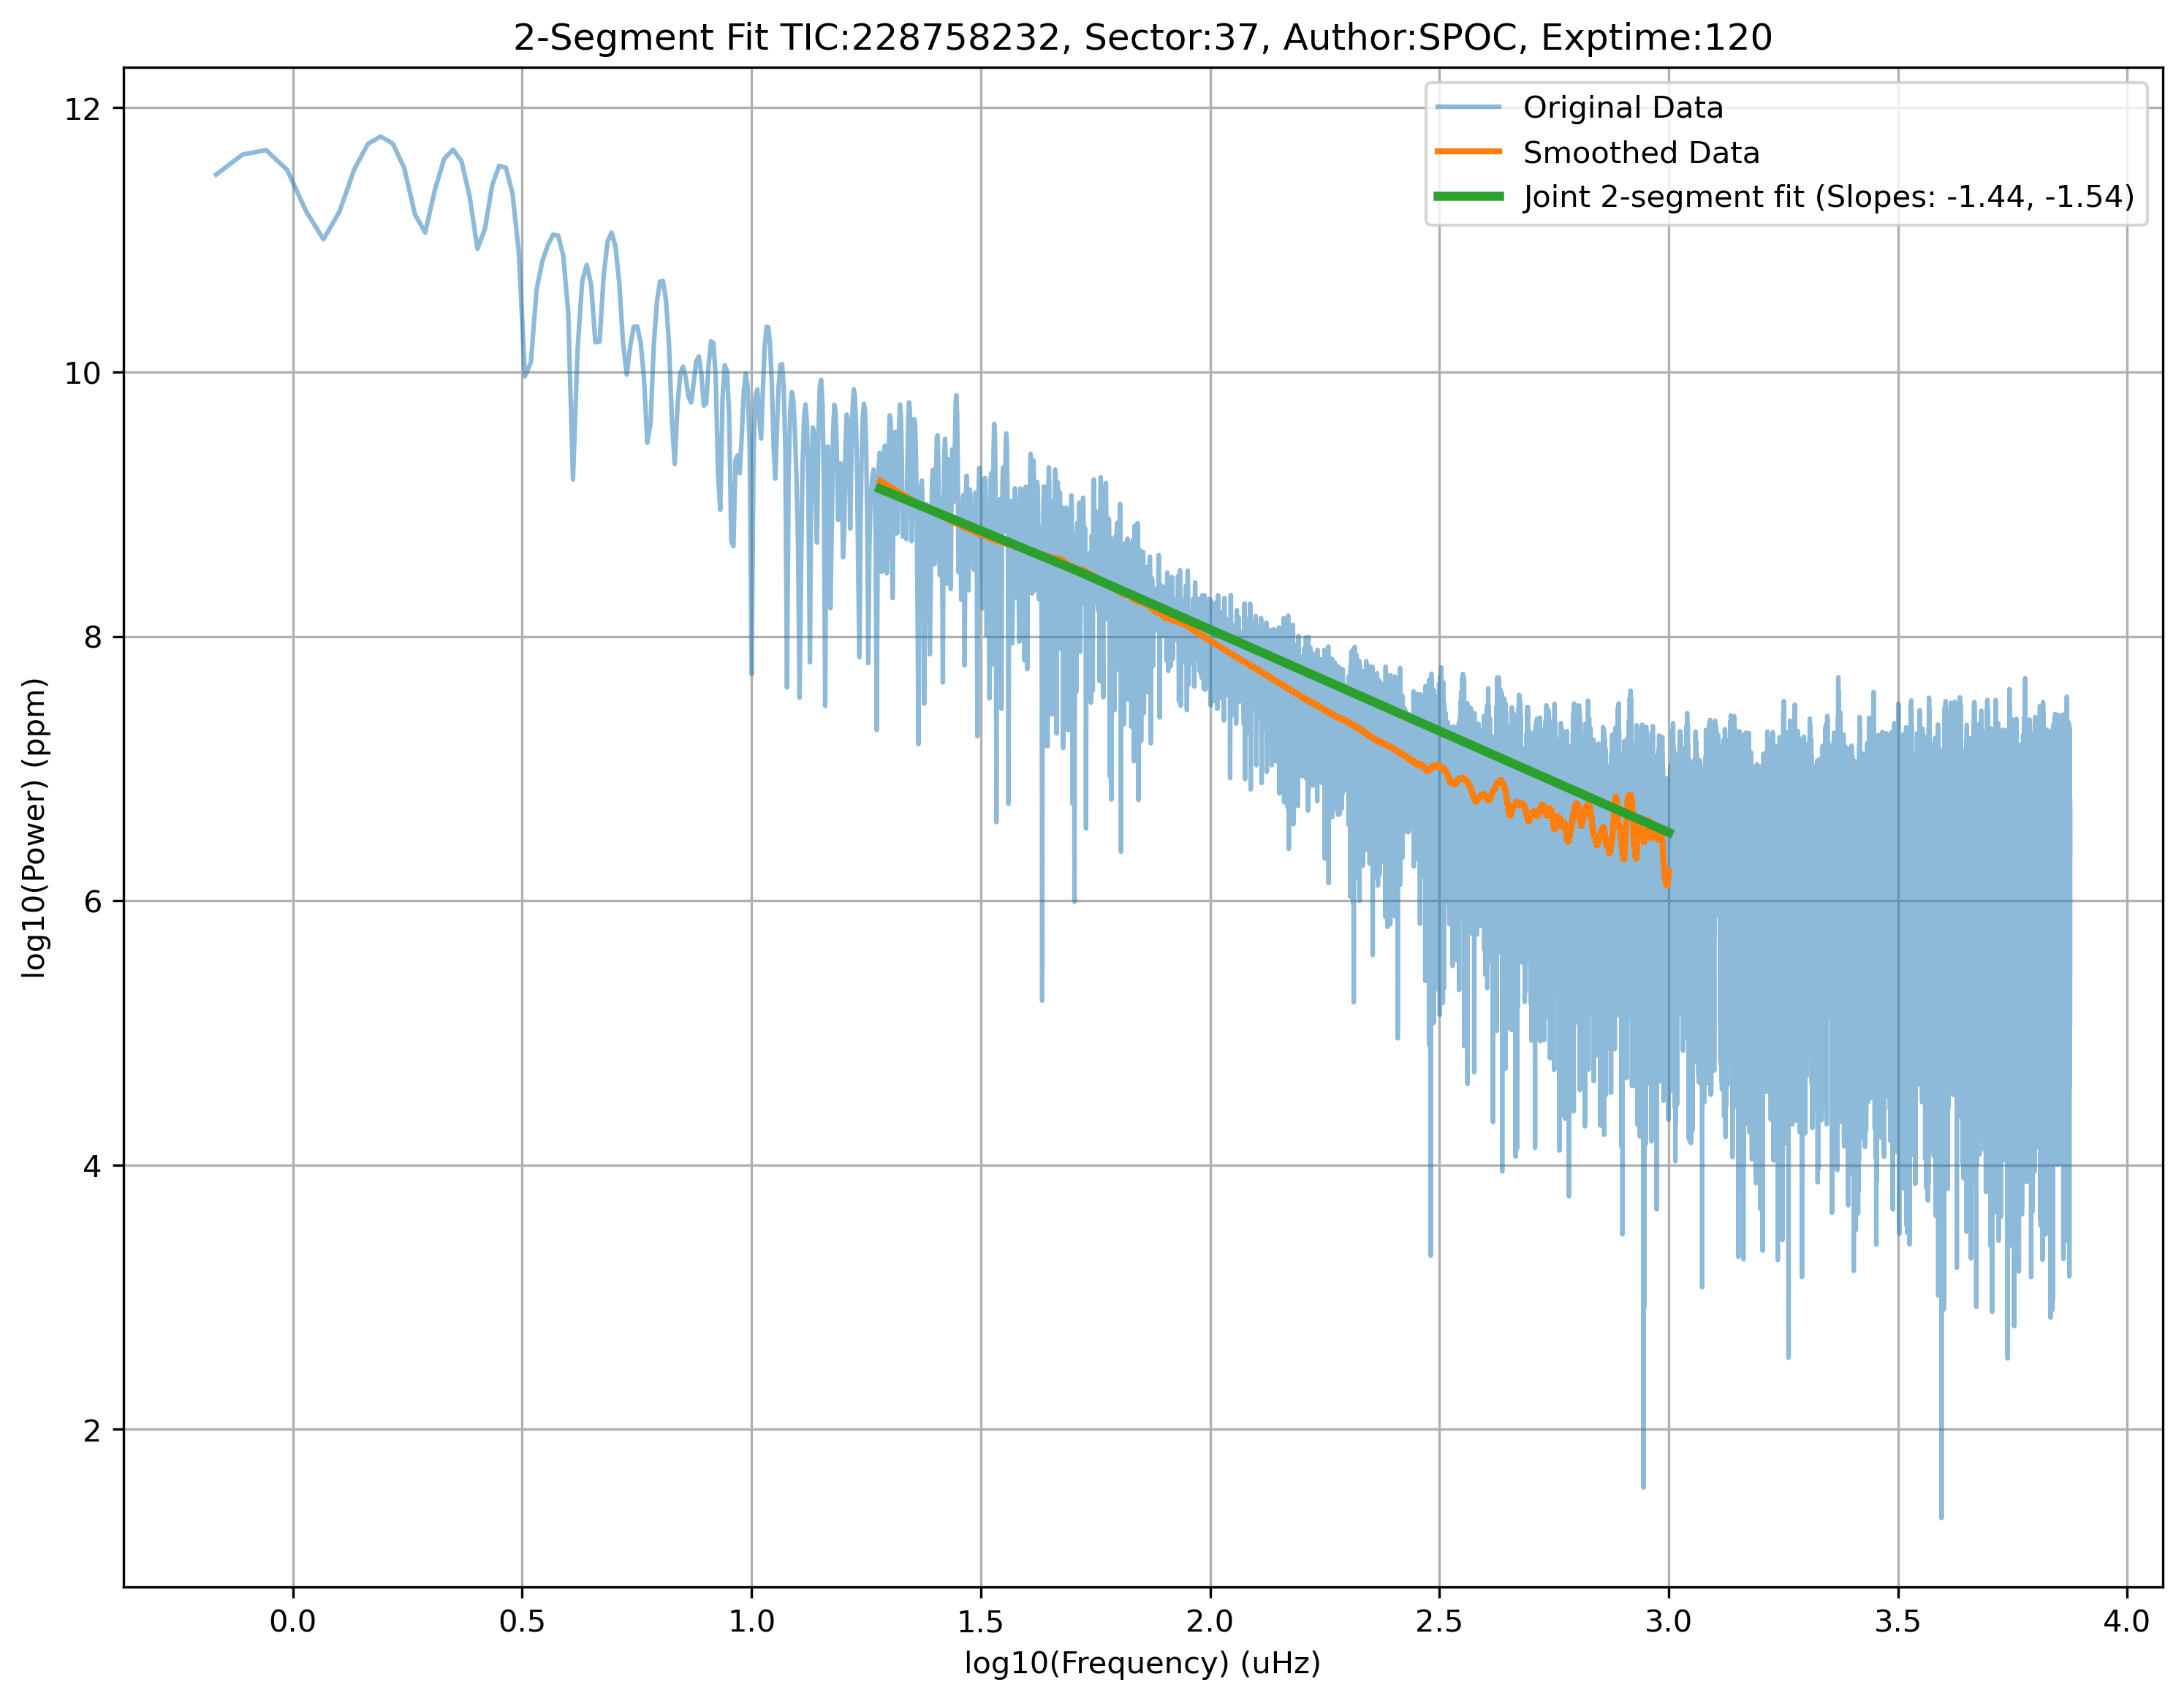 2-Segment Fit TIC:228758232, Sector:37, Author:SPOC, Exptime:120
Original Data
Smoothed Data
Joint 2-segment fit (Slopes: -1.44, -1.54)
log10(Power) (ppm)
12
10
8
6
4
2
0.0 0.5 1.0 1.5 2.0 2.5 3.0 3.5 4.0
log10(Frequency) (uHz)